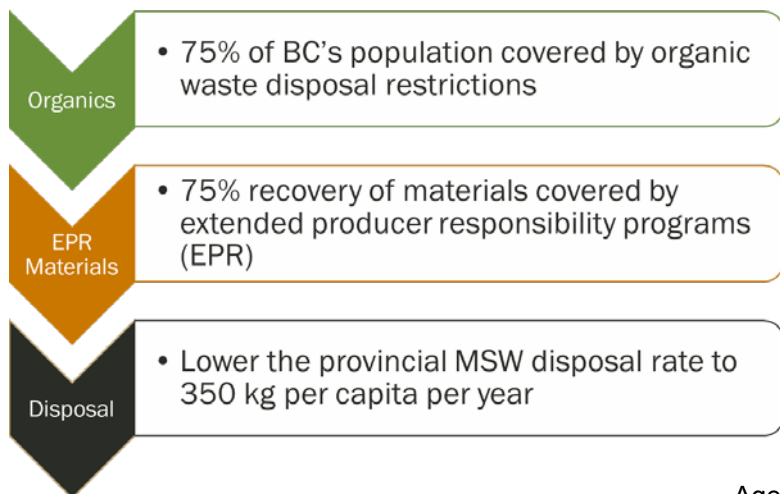 Organics
• 75% of BC's population covered by organic
waste disposal restrictions
EPR
Materials
• 75% recovery of materials covered by
extended producer responsibility programs
(EPR)
Disposal
• Lower the provincial MSW disposal rate to
350 kg per capita per year